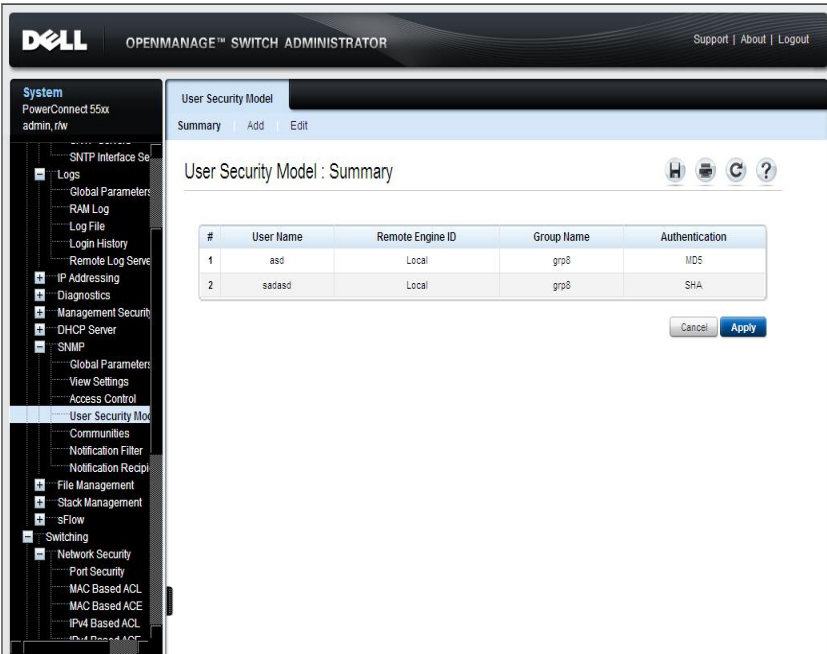 DELL
OPENMANAGE™ SWITCH ADMINISTRATOR
Support | About | Logout
System
PowerConnect 55xx
admin, r/w
SNTP Interface Se
Logs
Global Parameters
RAM Log
Log File
Login History
Remote Log Serve
IP Addressing
Diagnostics
Management Security
DHCP Server
SNMP
Global Parameters
View Settings
Access Control
User Security Mod
Communities
Notification Filter
Notification Recipi
File Management
Stack Management
sFlow
Switching
Network Security
Port Security
MAC Based ACL
MAC Based ACE
IPv4 Based ACL
User Security Model
Summary | Add | Edit
User Security Model : Summary
# User Name Remote Engine ID Group Name Authentication
1 asd Local grp8 MD5
2 sadasd Local grp8 SHA
Cancel Apply